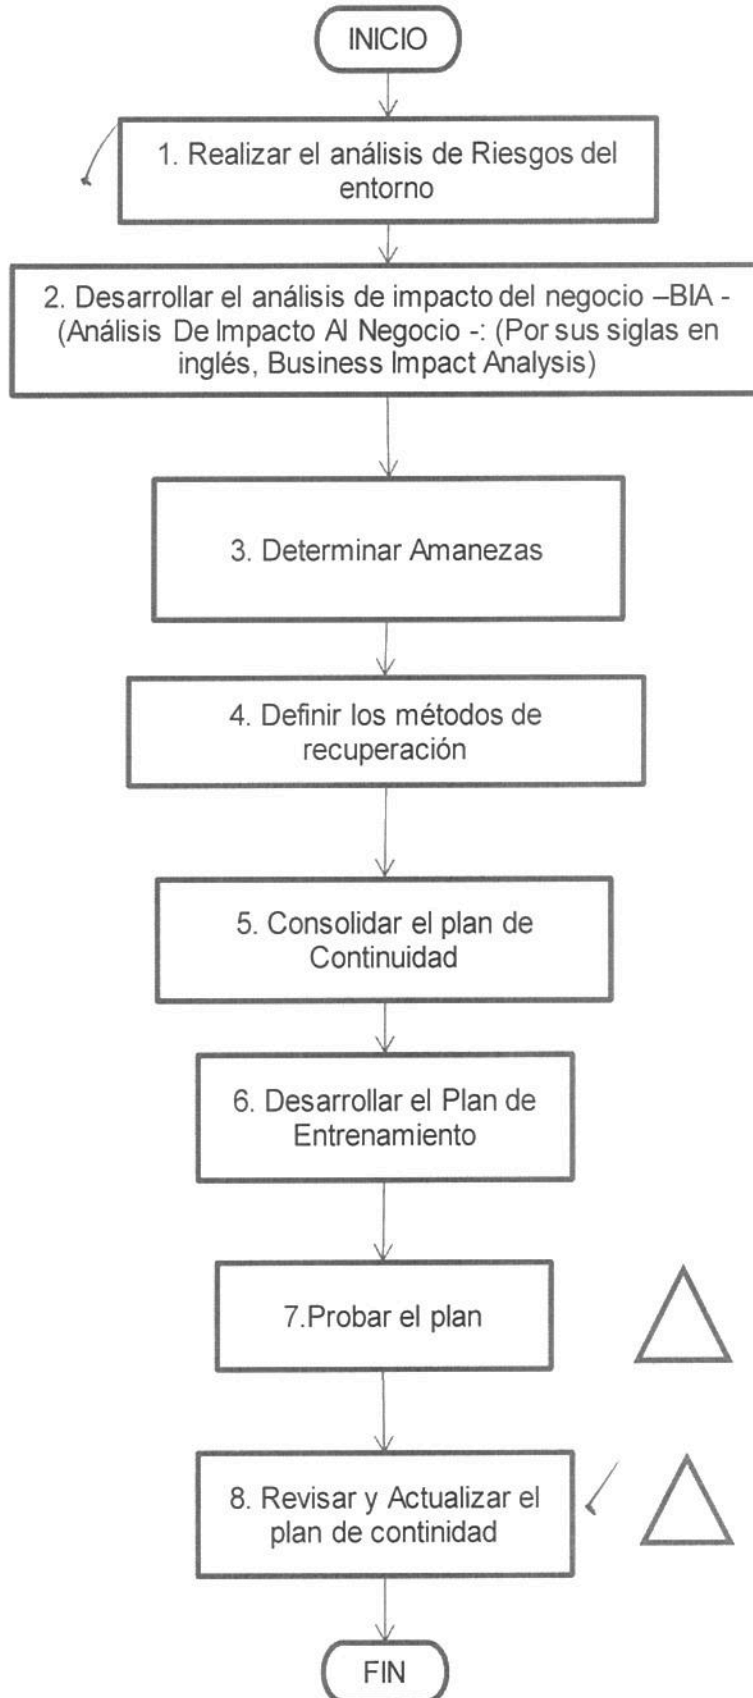 INICIO
1. Realizar el análisis de Riesgos del
entorno
2. Desarrollar el análisis de impacto del negocio –BIA -
(Análisis De Impacto Al Negocio -: (Por sus siglas en
inglés, Business Impact Analysis)
3. Determinar Amanezas
4. Definir los métodos de
recuperación
5. Consolidar el plan de
Continuidad
6. Desarrollar el Plan de
Entrenamiento
7.Probar el plan
8. Revisar y Actualizar el
plan de continidad
FIN